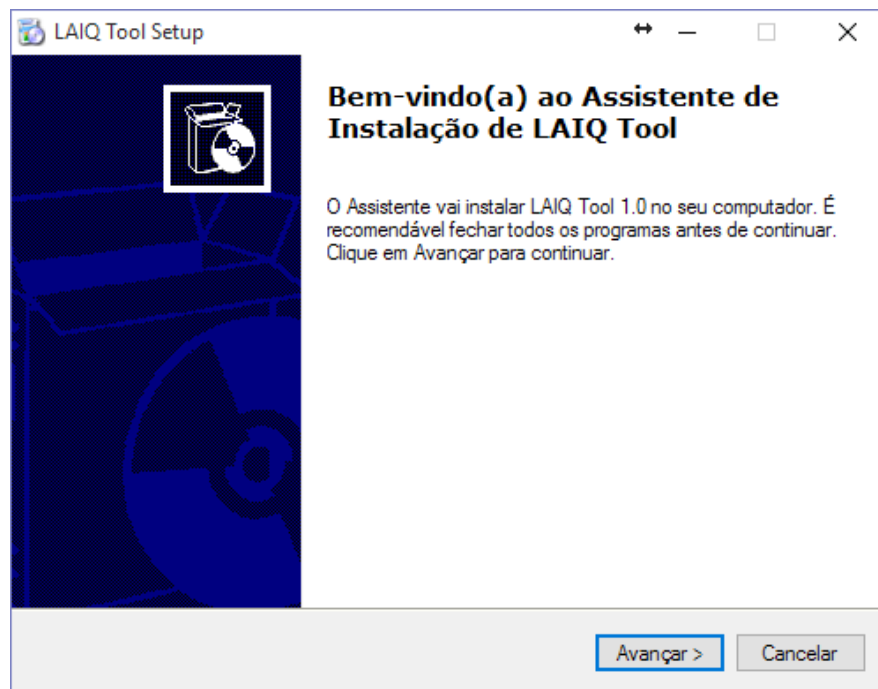 LAIQ Tool Setup
Bem-vindo(a) ao Assistente de
Instalação de LAIQ Tool
O Assistente vai instalar LAIQ Tool 1.0 no seu computador. É
recomendável fechar todos os programas antes de continuar.
Clique em Avançar para continuar.
Avançar >
Cancelar